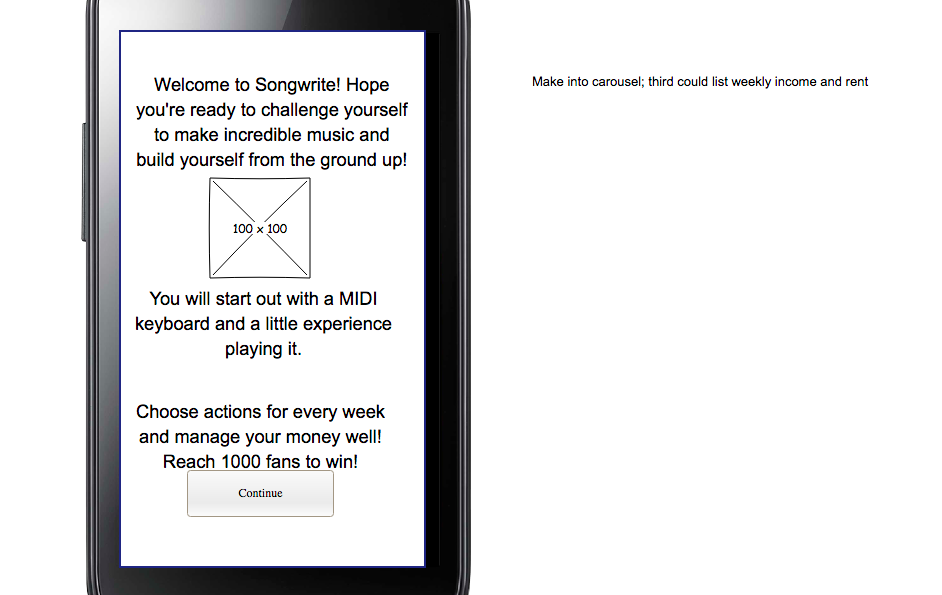 Welcome to Songwrite! Hope
you're ready to challenge yourself
to make incredible music and
build yourself from the ground up!
100 x 100
You will start out with a MIDI
keyboard and a little experience
playing it.
Choose actions for every week
and manage your money well!
Reach 1000 fans to win!
Continue
Make into carousel; third could list weekly income and rent